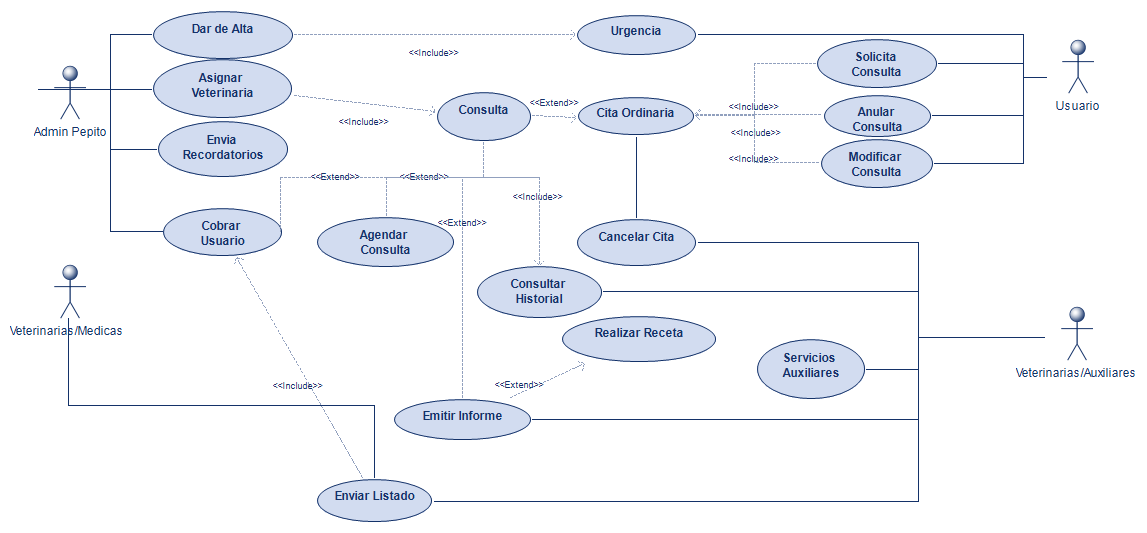 Dar de Alta
Urgencia
<<Include>>
Solicita
Consulta
Asignar
Veterinaria
Admin Pepito
Usuario
Consulta
<<Extend>>
Cita Ordinaria
<<Include>>
Anular
Consulta
<<Include>>
<<Include>>
Envia
Recordatorios
<<Include>>
Modificar
Consulta
<<Extend>>
<<Extend>>
<<Include>>
Cobrar
Usuario
<<Extend>>
Agendar
Consulta
Cancelar Cita
Consultar
Historial
Veterinarias/Medicas
Realizar Receta
Servicios
Auxiliares
Veterinarias/Auxiliares
<<Include>>
<<Extend>>
Emitir Informe
Enviar Listado